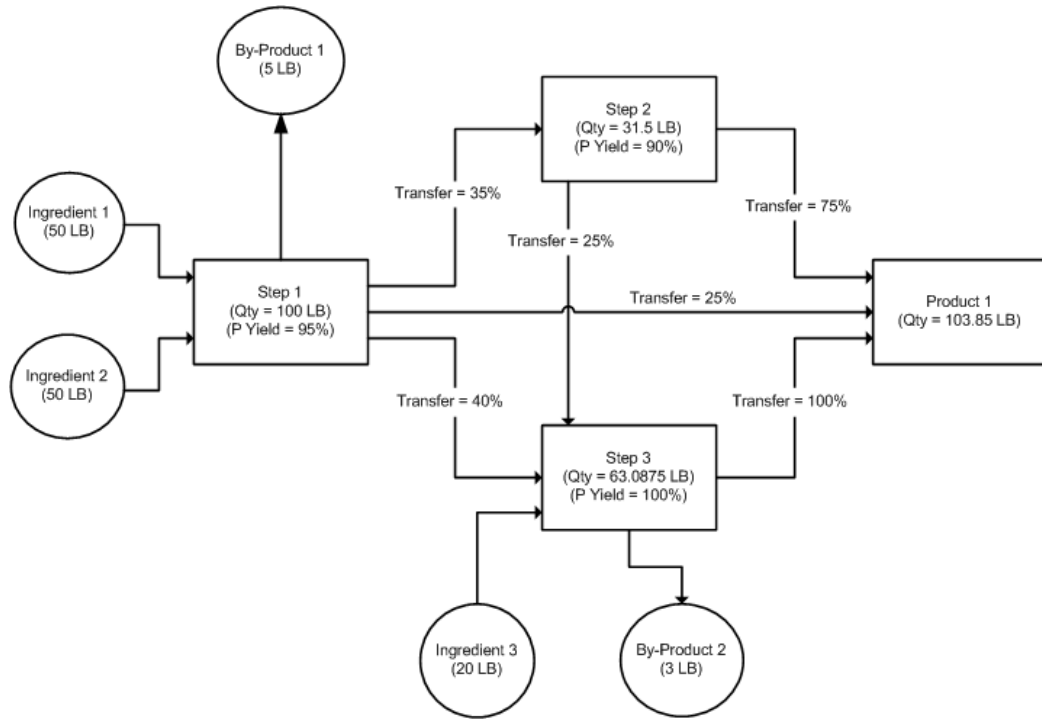 By-Product 1
(5 LB)
Step 2
(Qty = 31.5 LB)
(P Yield = 90%)
Transfer = 35%
Transfer = 75%
Ingredient 1
(50 LB)
Transfer = 25%
Step 1
(Qty = 100 LB)
(P Yield = 95%)
Transfer = 25%
Product 1
(Qty = 103.85 LB)
Ingredient 2
(50 LB)
Transfer = 40%
Transfer = 100%
Step 3
(Qty = 63.0875 LB)
(P Yield = 100%)
Ingredient 3
(20 LB)
By-Product 2
(3 LB)